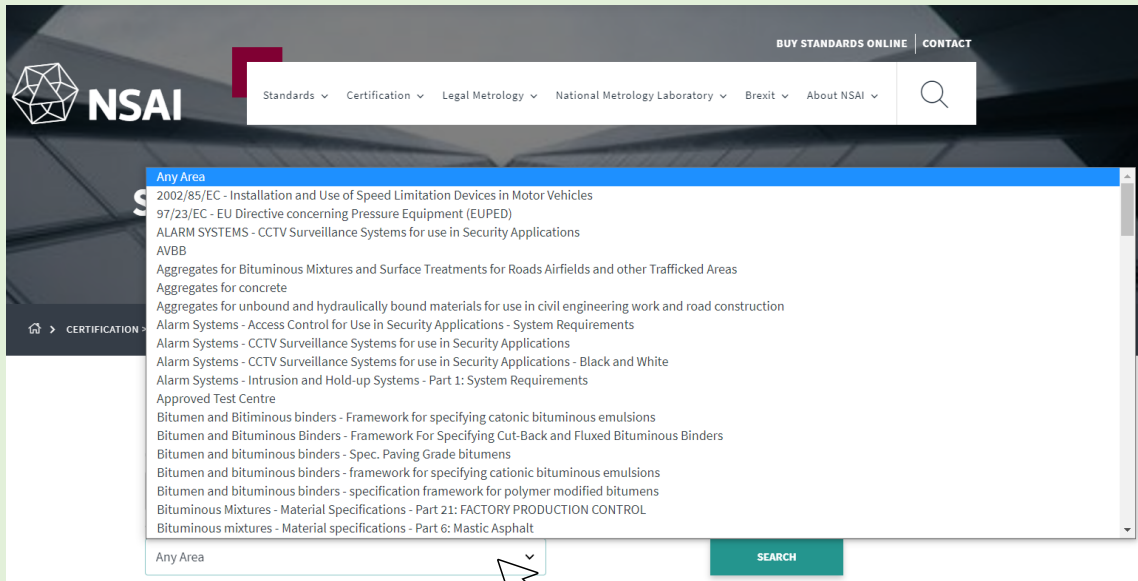 BUY STANDARDS ONLINE CONTACT
NSAI
Standards Certification Legal Metrology National Metrology Laboratory Brexit About NSAI
S
Any Area
2002/85/EC - Installation and Use of Speed Limitation Devices in Motor Vehicles
97/23/EC - EU Directive concerning Pressure Equipment (EUPED)
ALARM SYSTEMS - CCTV Surveillance Systems for use in Security Applications
AVBB
Aggregates for Bituminous Mixtures and Surface Treatments for Roads Airfields and other Trafficked Areas
Aggregates for concrete
Aggregates for unbound and hydraulically bound materials for use in civil engineering work and road construction
Alarm Systems - Access Control for Use in Security Applications - System Requirements
Alarm Systems - CCTV Surveillance Systems for use in Security Applications
Alarm Systems - CCTV Surveillance Systems for use in Security Applications - Black and White
Alarm Systems - Intrusion and Hold-up Systems - Part 1: System Requirements
Approved Test Centre
Bitumen and Bitiminous binders - Framework for specifying catonic bituminous emulsions
Bitumen and Bituminous Binders - Framework For Specifying Cut-Back and Fluxed Bituminous Binders
Bitumen and bituminous binders - Spec. Paving Grade bitumens
Bitumen and bituminous binders - framework for specifying cationic bituminous emulsions
Bitumen and bituminous binders - specification framework for polymer modified bitumens
Bituminous Mixtures - Material Specifications - Part 21: FACTORY PRODUCTION CONTROL
Bituminous mixtures - Material specifications - Part 6: Mastic Asphalt
> CERTIFICATION >
Any Area
SEARCH